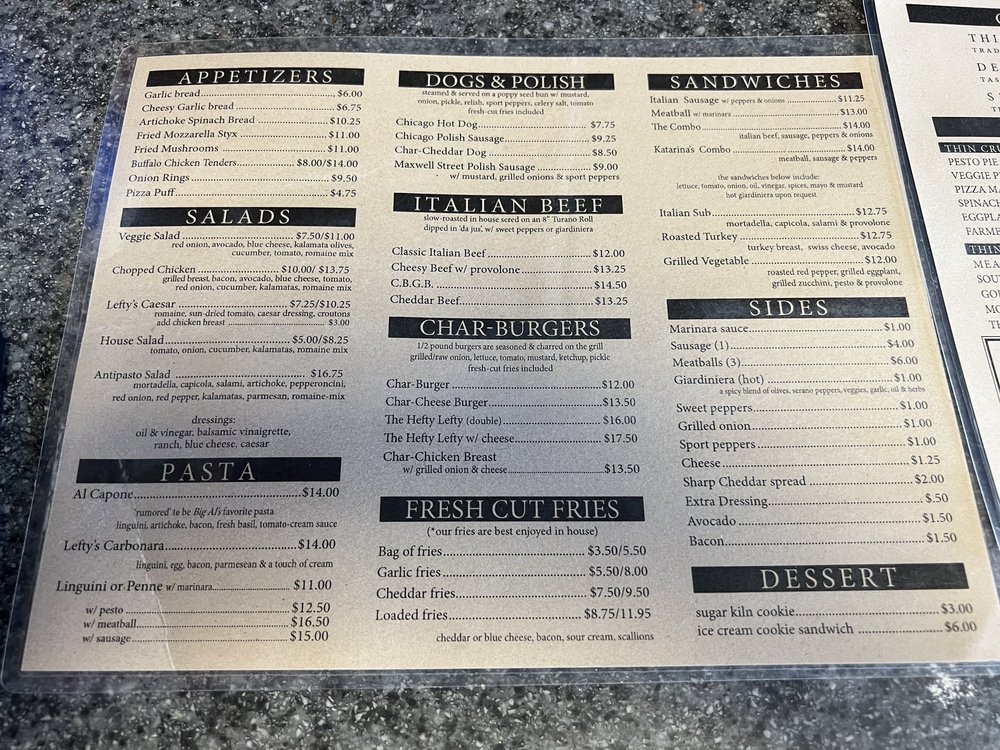 APPETIZERS
Garlic bread $6.00
Cheesy Garlic bread $6.75
Artichoke Spinach Bread $10.25
Fried Mozzarella Styx $11.00
Fried Mushrooms $11.00
Buffalo Chicken Tenders $8.00/$14.00
Onion Rings $9.50
Pizza Puff $4.75
SALADS
Veggie Salad $7.50/$11.00
red onion, avocado, blue cheese, kalamata olives,
cucumber, tomato, romaine mix
Chopped Chicken $10.00/ $13.75
grilled breast, bacon, avocado, blue cheese, tomato,
red onion, cucumber, kalamatas, romaine mix
Lefty's Caesar $7.25/$10.25
romaine, sun-dried tomato, caesar dressing, croutons
add chicken breast $3.00
House Salad $5.00/$8.25
tomato, onion, cucumber, kalamatas, romaine mix
Antipasto Salad $16.75
mortadella, capicola, salami, artichoke, pepperoncini,
red onion, red pepper, kalamatas, parmesan, romaine-mix
dressings:
oil & vinegar, balsamic vinaigrette,
ranch, blue cheese, caesar
PASTA
Al Capone $14.00
'rumored' to be Big Al's favorite pasta
linguini, artichoke, bacon, fresh basil, tomato-cream sauce
Lefty's Carbonara $14.00
linguini, egg, bacon, parmesean & a touch of cream
Linguini or Penne w/ marinara $11.00
w/ pesto $12.50
w/ meatball $16.50
w/ sausage $15.00
DOGS & POLISH
steamed & served on a poppy seed bun w/ mustard,
onion, pickle, relish, sport peppers, celery salt, tomato
fresh-cut fries included
Chicago Hot Dog $7.75
Chicago Polish Sausage $9.25
Char-Cheddar Dog $8.50
Maxwell Street Polish Sausage $9.00
w/ mustard, grilled onions & sport peppers
ITALIAN BEEF
slow-roasted in house sered on an 8" Turano Roll
dipped in 'da jus', w/ sweet peppers or giardiniera
Classic Italian Beef $12.00
Cheesy Beef w/ provolone $13.25
C.B.G.B. $14.50
Cheddar Beef $13.25
CHAR-BURGERS
1/2 pound burgers are seasoned & charred on the grill
grilled/raw onion, lettuce, tomato, mustard, ketchup, pickle
fresh-cut fries included
Char-Burger $12.00
Char-Cheese Burger $13.50
The Hefty Lefty (double) $16.00
The Hefty Lefty w/ cheese $17.50
Char-Chicken Breast
w/ grilled onion & cheese $13.50
FRESH CUT FRIES
(*our fries are best enjoyed in house)
Bag of fries $3.50/5.50
Garlic fries $5.50/8.00
Cheddar fries $7.50/9.50
Loaded fries $8.75/11.95
cheddar or blue cheese, bacon, sour cream, scallions
SANDWICHES
Italian Sausage w/ peppers & onions $11.25
Meatball w/ marinara $13.00
The Combo $14.00
italian beef, sausage, peppers & onions
Katarina's Combo $14.00
meatball, sausage & peppers
the sandwiches below include:
lettuce, tomato, onion, oil, vinegar, spices, mayo & mustard
hot giardiniera upon request
Italian Sub $12.75
mortadella, capicola, salami & provolone
Roasted Turkey $12.75
turkey breast, swiss cheese, avocado
Grilled Vegetable $12.00
roasted red pepper, grilled eggplant,
grilled zucchini, pesto & provolone
SIDES
Marinara sauce $1.00
Sausage (1) $4.00
Meatballs (3) $6.00
Giardiniera (hot) $1.00
a spicy blend of olives, serano peppers, veggies, garlic, oil & herbs
Sweet peppers $1.00
Grilled onion $1.00
Sport peppers $1.00
Cheese $1.25
Sharp Cheddar spread $2.00
Extra Dressing $.50
Avocado $1.50
Bacon $1.50
DESSERT
sugar kiln cookie $3.00
ice cream cookie sandwich $6.00
THIN CRU
PESTO PIE
VEGGIE P
PIZZA MA
SPINACH
EGGPLA
FARME